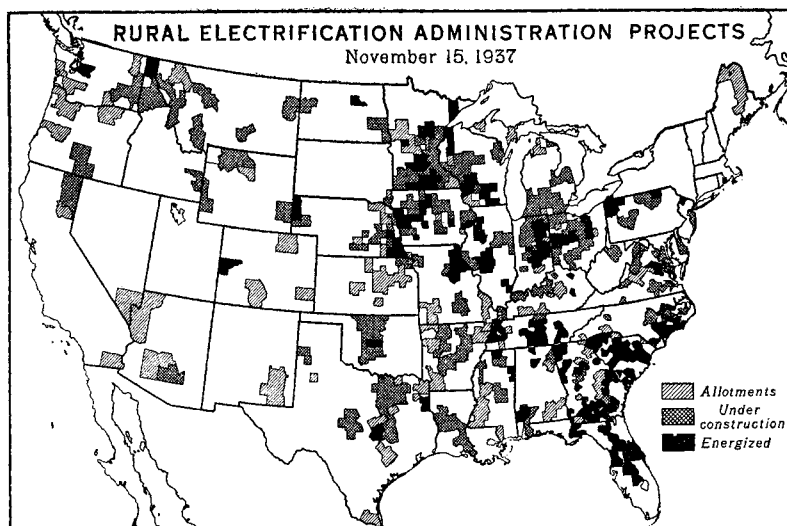 RURAL ELECTRIFICATION ADMINISTRATION PROJECTS
November 15, 1937
Allotments
Under
construction
Energized